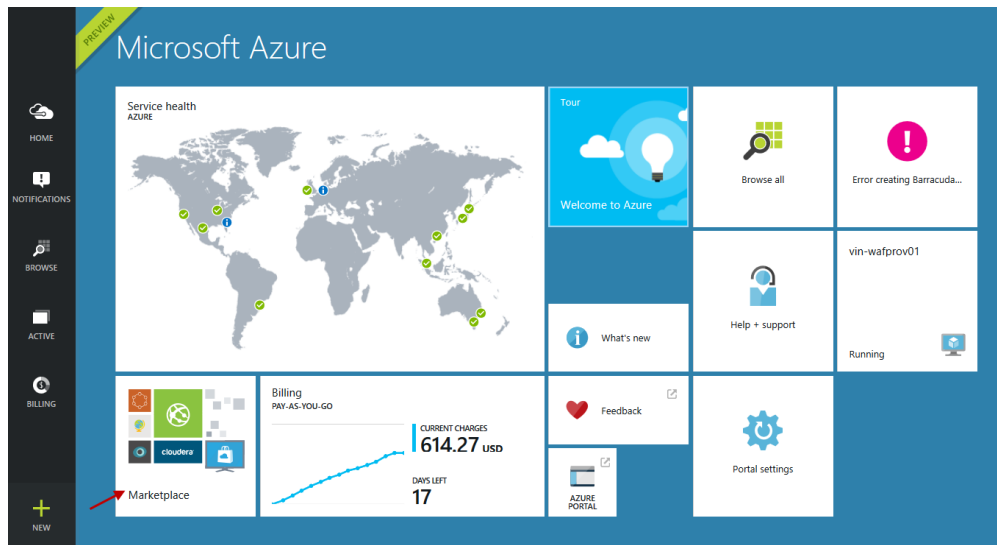 PREVIEW
Microsoft Azure
HOME
NOTIFICATIONS
BROWSE
ACTIVE
BILLING
NEW
Service health
AZURE
Tour
Welcome to Azure
Browse all
Error creating Barracuda...
What's new
Help + support
vin-wafprov01
Running
cloudera
Marketplace
Billing
PAY-AS-YOU-GO
CURRENT CHARGES
614.27 USD
DAYS LEFT
17
Feedback
AZURE
PORTAL
Portal settings